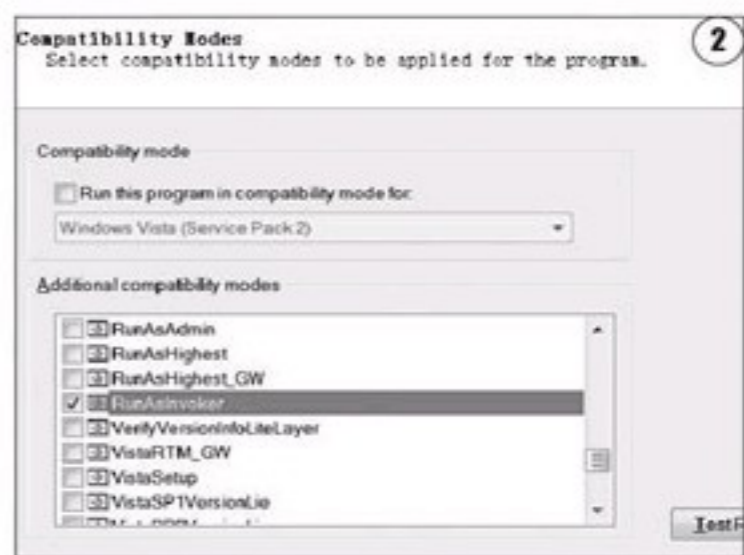 Compatibility Modes
Select compatibility modes to be applied for the program.
2
Compatibility mode
Run this program in compatibility mode for:
Windows Vista (Service Pack 2)
Additional compatibility modes
RunAsAdmin
RunAsHighest
RunAsHighest_GW
RunAsInvoker
VerifyVersionInfoLiteLayer
VistaRTM_GW
VistaSetup
VistaSP1VersionLie
Test